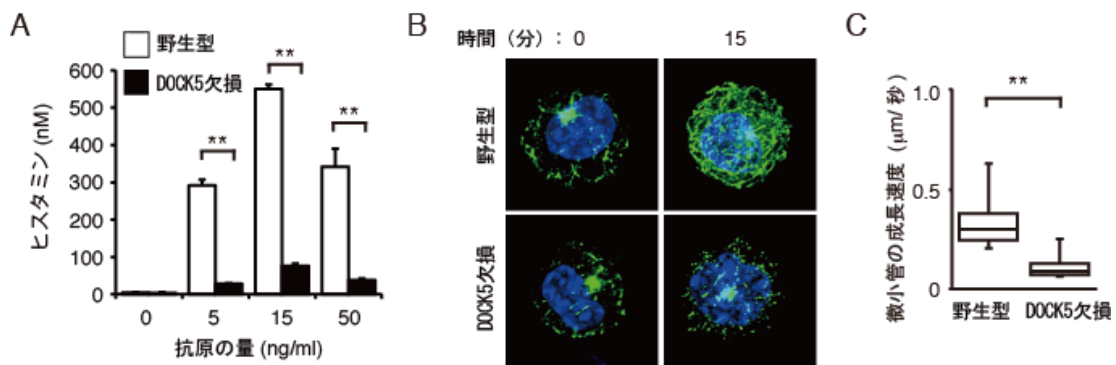 A
野生型
DOCK5欠損
ヒスタミン (nM)
600
500
400
300
200
100
0
**
**
**
0 5 15 50
抗原の量 (ng/ml)
B
時間（分）: 0 15
野生型
DOCK5欠損
C
微小管の成長速度 (μm/秒)
1.0
0.5
0
**
野生型 DOCK5欠損